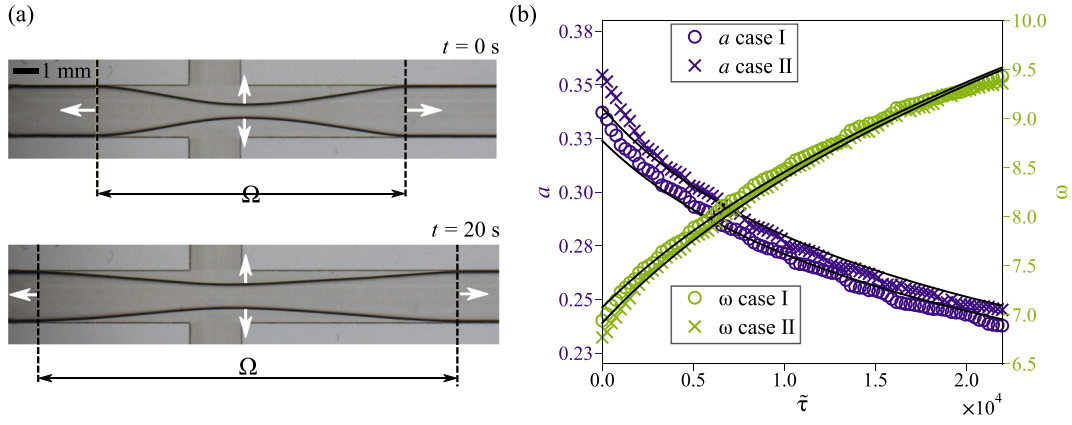 (a)
t = 0 s
1 mm
Ω
t = 20 s
Ω
(b)
0.38
0.35
0.33
0.30
0.28
0.25
0.23
a
a case I
a case II
ω case I
ω case II
10.0
9.5
9.0
8.5
8.0
7.5
7.0
6.5
ω
0.0 0.5 1.0 1.5 2.0
×10⁴
τ̃